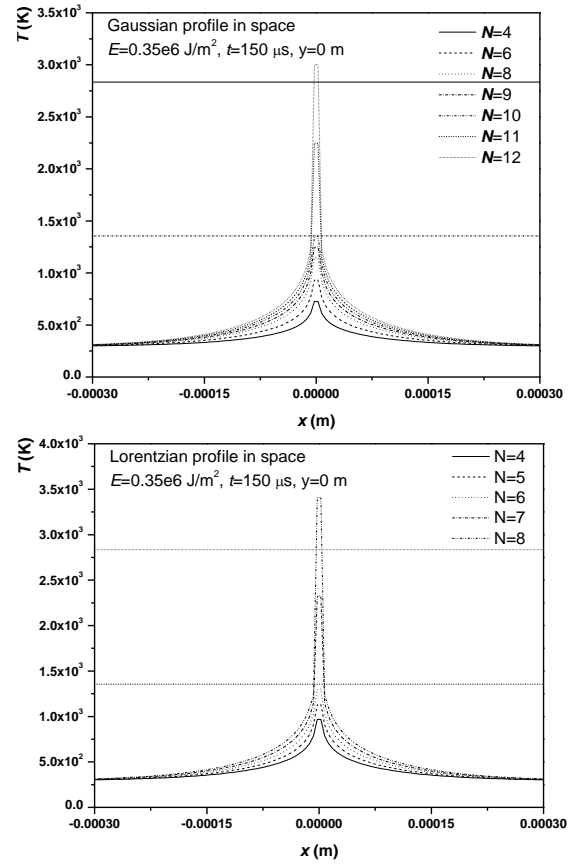 T (K)
Gaussian profile in space
E=0.35e6 J/m², t=150 μs, y=0 m
N=4
N=6
N=8
N=9
N=10
N=11
N=12
3.5x10³
3.0x10³
2.5x10³
2.0x10³
1.5x10³
1.0x10³
5.0x10²
0.0
-0.00030 -0.00015 0.00000 0.00015 0.00030
x (m)
T (K)
Lorentzian profile in space
E=0.35e6 J/m², t=150 μs, y=0 m
N=4
N=5
N=6
N=7
N=8
4.0x10³
3.5x10³
3.0x10³
2.5x10³
2.0x10³
1.5x10³
1.0x10³
5.0x10²
0.0
-0.00030 -0.00015 0.00000 0.00015 0.00030
x (m)